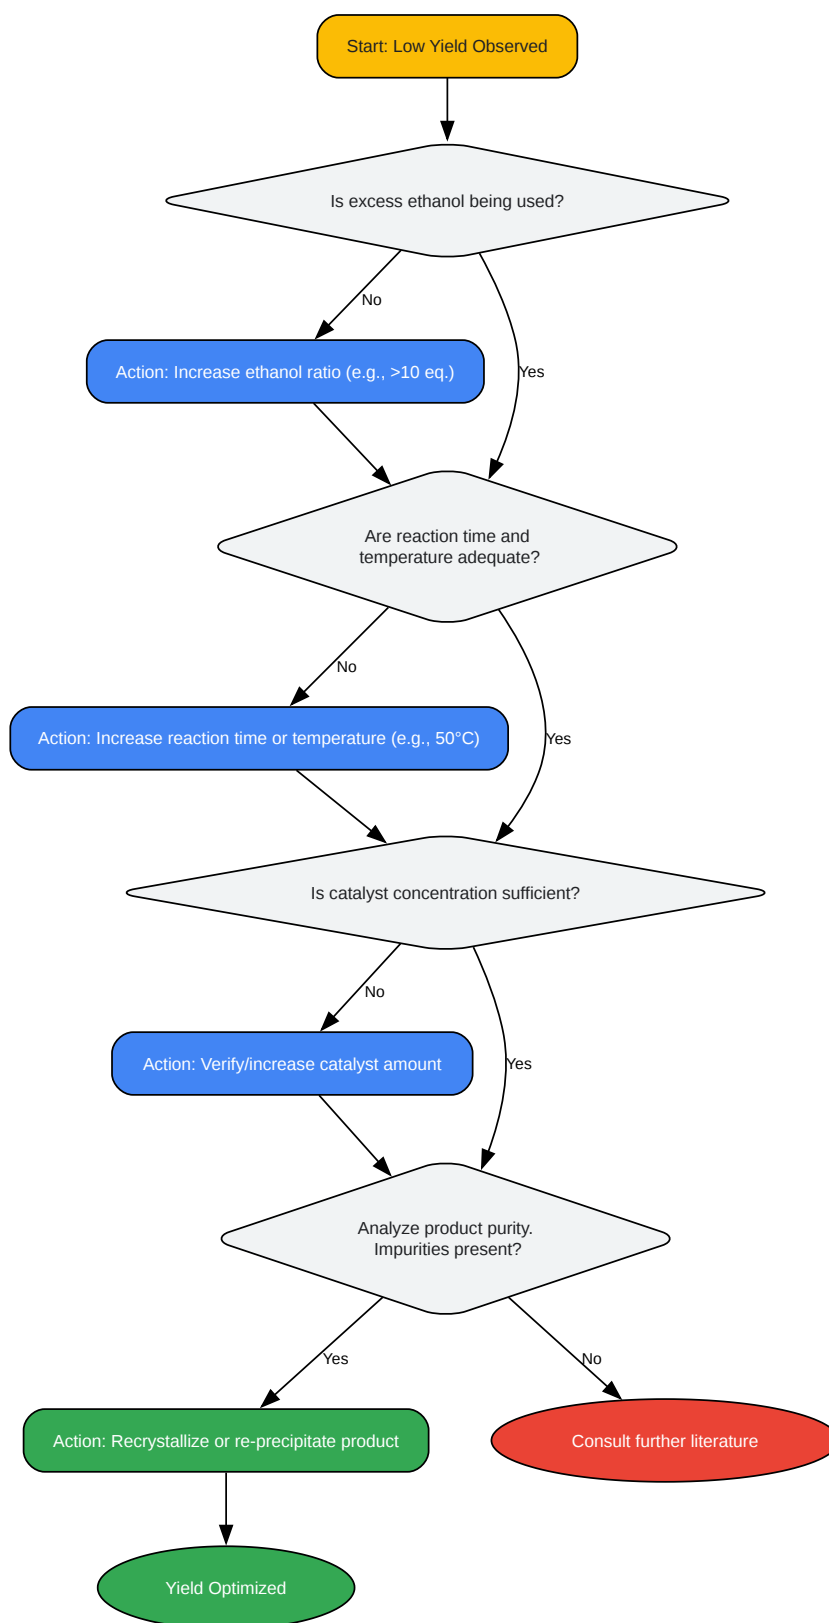 Start: Low Yield Observed
Is excess ethanol being used?
No
Action: Increase ethanol ratio (e.g., >10 eq.)
Yes
Are reaction time and
temperature adequate?
No
Action: Increase reaction time or temperature (e.g., 50°C)
Yes
Is catalyst concentration sufficient?
No
Action: Verify/increase catalyst amount
Yes
Analyze product purity.
Impurities present?
Yes
No
Action: Recrystallize or re-precipitate product
Consult further literature
Yield Optimized